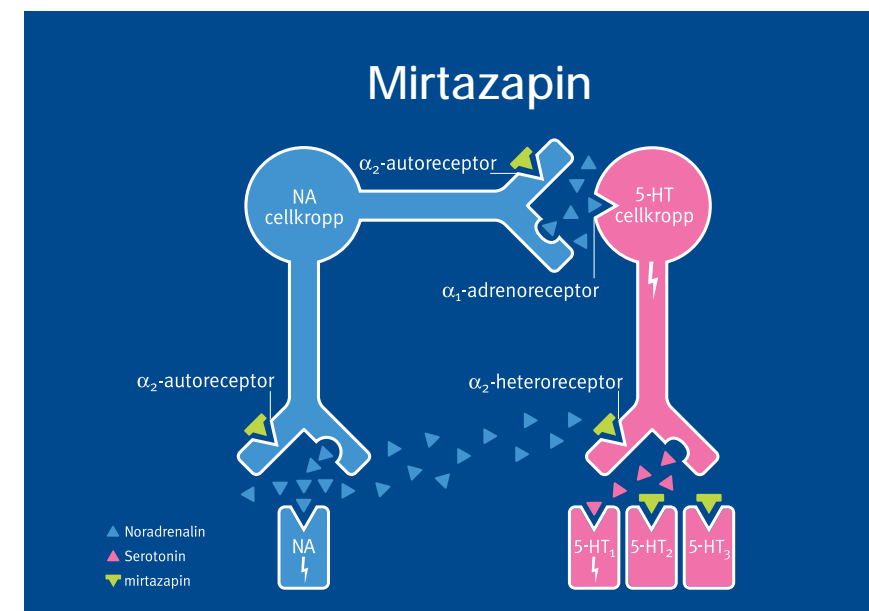 Mirtazapin
α₂-autoreceptor
NA
cellkropp
5-HT
cellkropp
α₁-adrenoreceptor
α₂-autoreceptor
α₂-heteroreceptor
Noradrenalin
Serotonin
mirtazapin
NA
5-HT₁
5-HT₂
5-HT₃